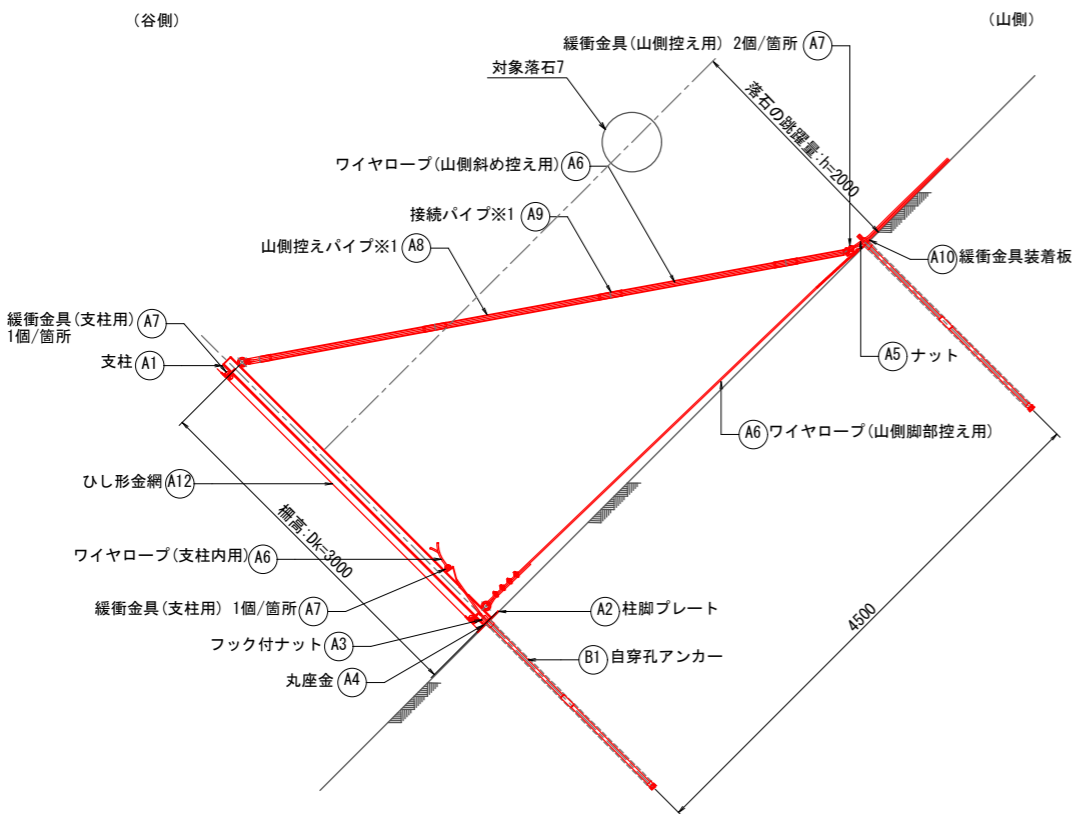 （谷側）
（山側）
緩衝金具(山側控え用) 2個/箇所 A7
対象落石7
落石の跳躍量:h=2000
ワイヤロープ(山側斜め控え用) A6
接続パイプ※1 A9
山側控えパイプ※1 A8
A10 緩衝金具装着板
緩衝金具(支柱用) A7
1個/箇所
支柱 A1
A5 ナット
A6 ワイヤロープ(山側脚部控え用)
ひし形金網 A12
柵高:Dk=3000
ワイヤロープ(支柱内用) A6
緩衝金具(支柱用) 1個/箇所 A7
A2 柱脚プレート
4500
フック付ナット A3
B1 自穿孔アンカー
丸座金 A4